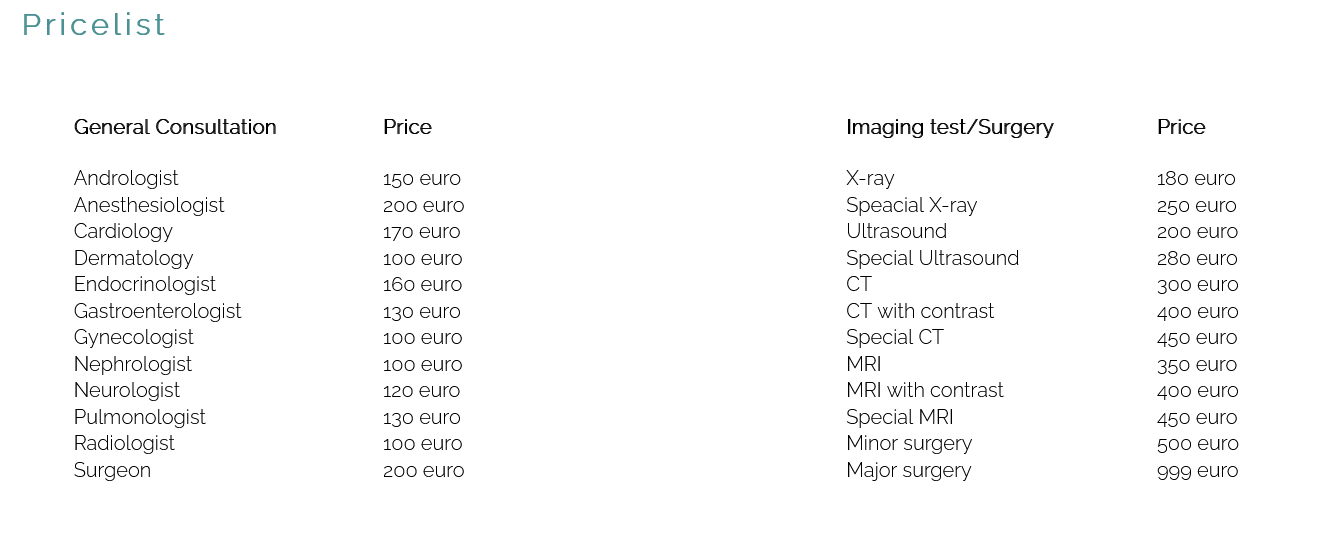 Pricelist
General Consultation Price
Andrologist 150 euro
Anesthesiologist 200 euro
Cardiology 170 euro
Dermatology 100 euro
Endocrinologist 160 euro
Gastroenterologist 130 euro
Gynecologist 100 euro
Nephrologist 100 euro
Neurologist 120 euro
Pulmonologist 130 euro
Radiologist 100 euro
Surgeon 200 euro
Imaging test/Surgery Price
X-ray 180 euro
Speacial X-ray 250 euro
Ultrasound 200 euro
Special Ultrasound 280 euro
CT 300 euro
CT with contrast 400 euro
Special CT 450 euro
MRI 350 euro
MRI with contrast 400 euro
Special MRI 450 euro
Minor surgery 500 euro
Major surgery 999 euro